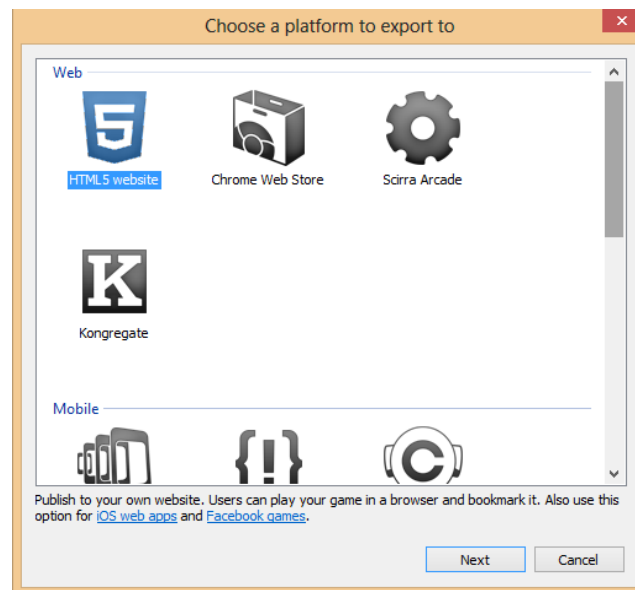 Choose a platform to export to
Web
HTML5 website
Chrome Web Store
Scirra Arcade
K
Kongregate
Mobile
{!}
C
Publish to your own website. Users can play your game in a browser and bookmark it. Also use this
option for iOS web apps and Facebook games.
Next
Cancel